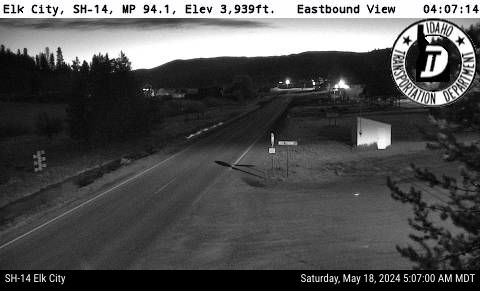 Elk City, SH-14, MP 94.1, Elev 3,939ft. Eastbound View 04:07:14
IDAHO
TRANSPORTATION DEPARTMENT
SH-14 Elk City Saturday, May 18, 2024 5:07:00 AM MDT